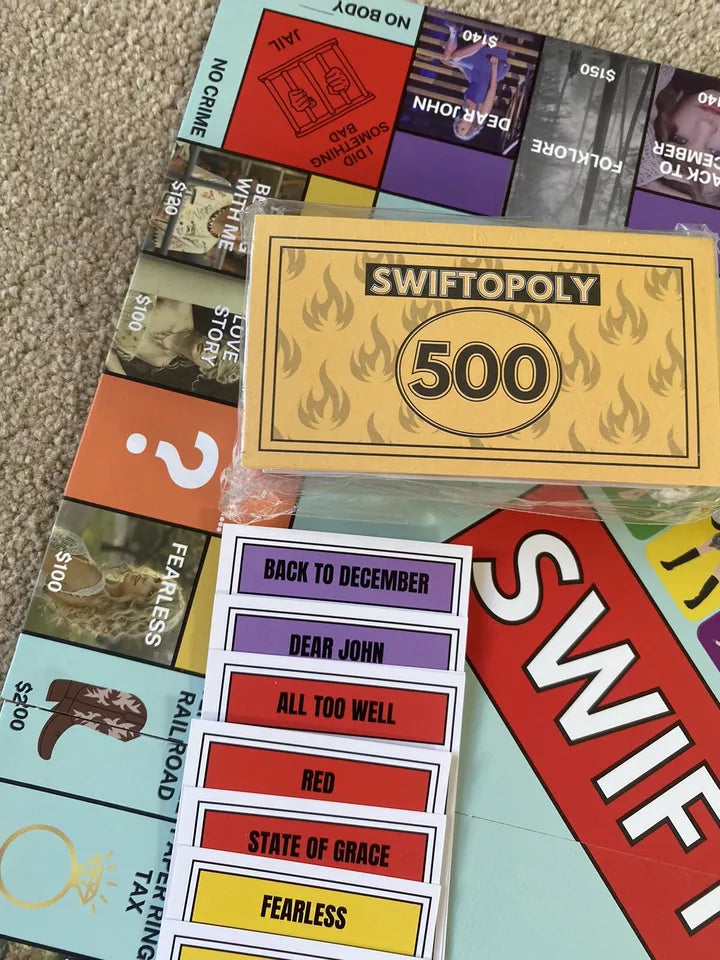 NO BODY
NO CRIME
JAIL
I DID
SOMETHING
BAD
$140
DEAR JOHN
$150
FOLKLORE
BACK TO
$120
WITH ME
$100
LOVE
STORY
?
$100
FEARLESS
$200
RAILROAD
RING
TAX
SWIFTOPOLY
500
BACK TO DECEMBER
DEAR JOHN
ALL TOO WELL
RED
STATE OF GRACE
FEARLESS
SWIF